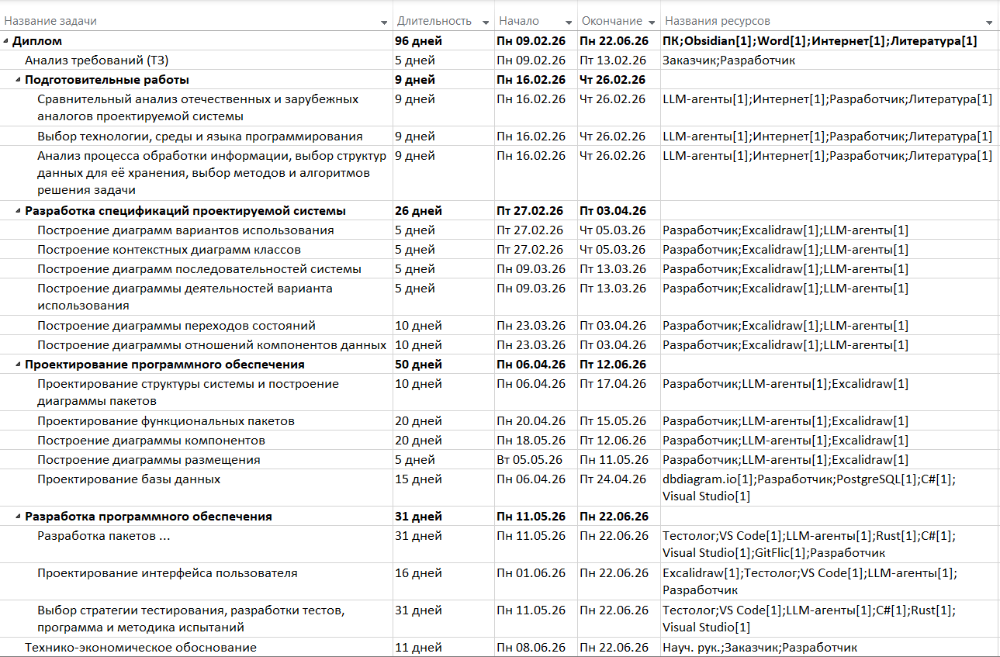 Название задачи Длительность Начало Окончание Названия ресурсов
Диплом 96 дней Пн 09.02.26 Пн 22.06.26 ПК;Obsidian[1];Word[1];Интернет[1];Литература[1]
Анализ требований (ТЗ) 5 дней Пн 09.02.26 Пт 13.02.26 Заказчик;Разработчик
Подготовительные работы 9 дней Пн 16.02.26 Чт 26.02.26
Сравнительный анализ отечественных и зарубежных 9 дней Пн 16.02.26 Чт 26.02.26 LLM-агенты[1];Интернет[1];Разработчик;Литература[1]
аналогов проектируемой системы
Выбор технологии, среды и языка программирования 9 дней Пн 16.02.26 Чт 26.02.26 LLM-агенты[1];Интернет[1];Разработчик;Литература[1]
Анализ процесса обработки информации, выбор структур 9 дней Пн 16.02.26 Чт 26.02.26 LLM-агенты[1];Интернет[1];Разработчик;Литература[1]
данных для её хранения, выбор методов и алгоритмов
решения задачи
Разработка спецификаций проектируемой системы 26 дней Пт 27.02.26 Пт 03.04.26
Построение диаграмм вариантов использования 5 дней Пт 27.02.26 Чт 05.03.26 Разработчик;Excalidraw[1];LLM-агенты[1]
Построение контекстных диаграмм классов 5 дней Пт 27.02.26 Чт 05.03.26 Разработчик;Excalidraw[1];LLM-агенты[1]
Построение диаграмм последовательностей системы 5 дней Пн 09.03.26 Пт 13.03.26 Разработчик;Excalidraw[1];LLM-агенты[1]
Построение диаграммы деятельностей варианта 5 дней Пн 09.03.26 Пт 13.03.26 Разработчик;Excalidraw[1];LLM-агенты[1]
использования
Построение диаграммы переходов состояний 10 дней Пн 23.03.26 Пт 03.04.26 Разработчик;Excalidraw[1];LLM-агенты[1]
Построение диаграммы отношений компонентов данных 10 дней Пн 23.03.26 Пт 03.04.26 Разработчик;Excalidraw[1];LLM-агенты[1]
Проектирование программного обеспечения 50 дней Пн 06.04.26 Пт 12.06.26
Проектирование структуры системы и построение 10 дней Пн 06.04.26 Пт 17.04.26 Разработчик;LLM-агенты[1];Excalidraw[1]
диаграммы пакетов
Проектирование функциональных пакетов 20 дней Пн 20.04.26 Пт 15.05.26 Разработчик;LLM-агенты[1];Excalidraw[1]
Построение диаграммы компонентов 20 дней Пн 18.05.26 Пт 12.06.26 Разработчик;LLM-агенты[1];Excalidraw[1]
Построение диаграммы размещения 5 дней Вт 05.05.26 Пн 11.05.26 Разработчик;LLM-агенты[1];Excalidraw[1]
Проектирование базы данных 15 дней Пн 06.04.26 Пт 24.04.26 dbdiagram.io[1];Разработчик;PostgreSQL[1];C#[1];
Visual Studio[1]
Разработка программного обеспечения 31 дней Пн 11.05.26 Пн 22.06.26
Разработка пакетов ... 31 дней Пн 11.05.26 Пн 22.06.26 Тестолог;VS Code[1];LLM-агенты[1];Rust[1];C#[1];
Visual Studio[1];GitFlic[1];Разработчик
Проектирование интерфейса пользователя 16 дней Пн 01.06.26 Пн 22.06.26 Excalidraw[1];Тестолог;VS Code[1];LLM-агенты[1];
Разработчик
Выбор стратегии тестирования, разработки тестов, 31 дней Пн 11.05.26 Пн 22.06.26 Тестолог;VS Code[1];LLM-агенты[1];C#[1];Rust[1];
программа и методика испытаний Visual Studio[1]
Технико-экономическое обоснование 11 дней Пн 08.06.26 Пн 22.06.26 Науч. рук.;Заказчик;Разработчик